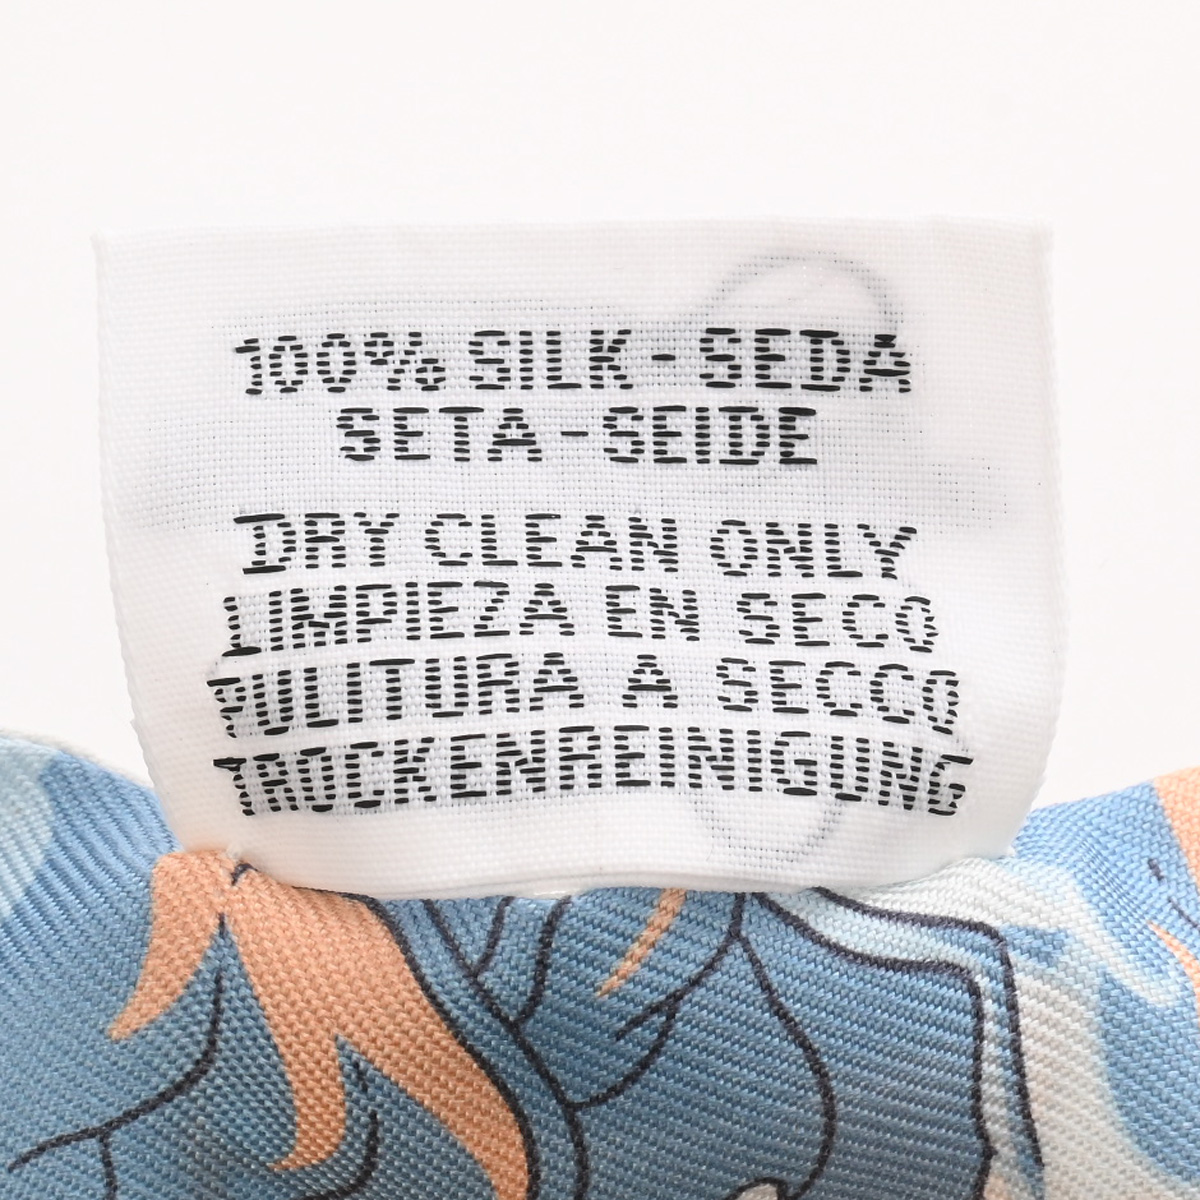 100% SILK - SEDA
SETA - SEIDE
DRY CLEAN ONLY
LIMPIEZA EN SECO
PULITURA A SECCO
TROCKENREINIGUNG